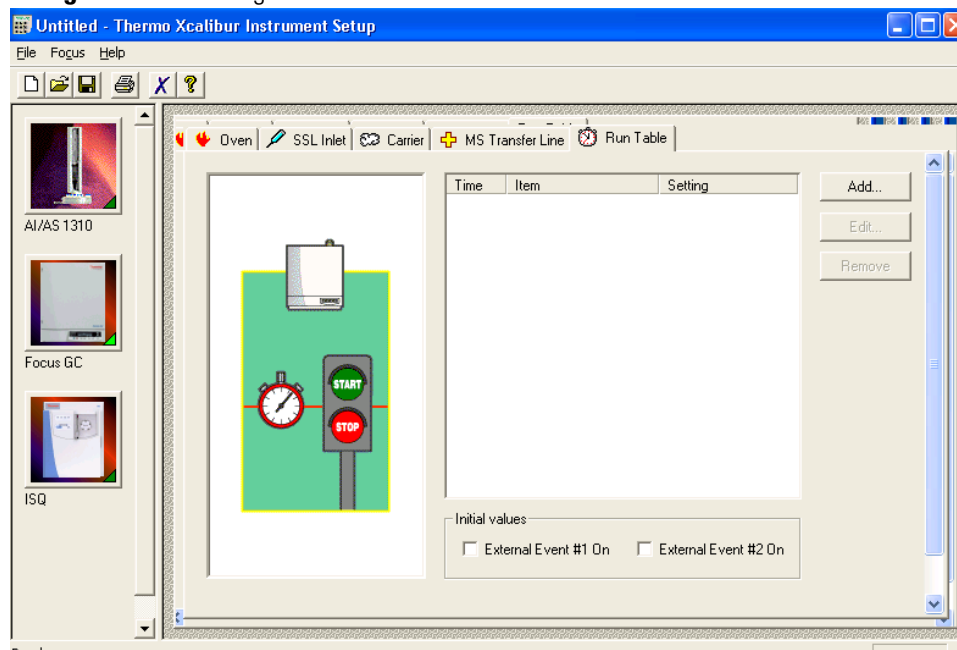 Untitled - Thermo Xcalibur Instrument Setup
File Focus Help
Oven SSL Inlet Carrier MS Transfer Line Run Table
Time Item Setting
Add...
Edit...
Remove
AI/AS 1310
Focus GC
ISQ
START
STOP
Initial values
External Event #1 On External Event #2 On